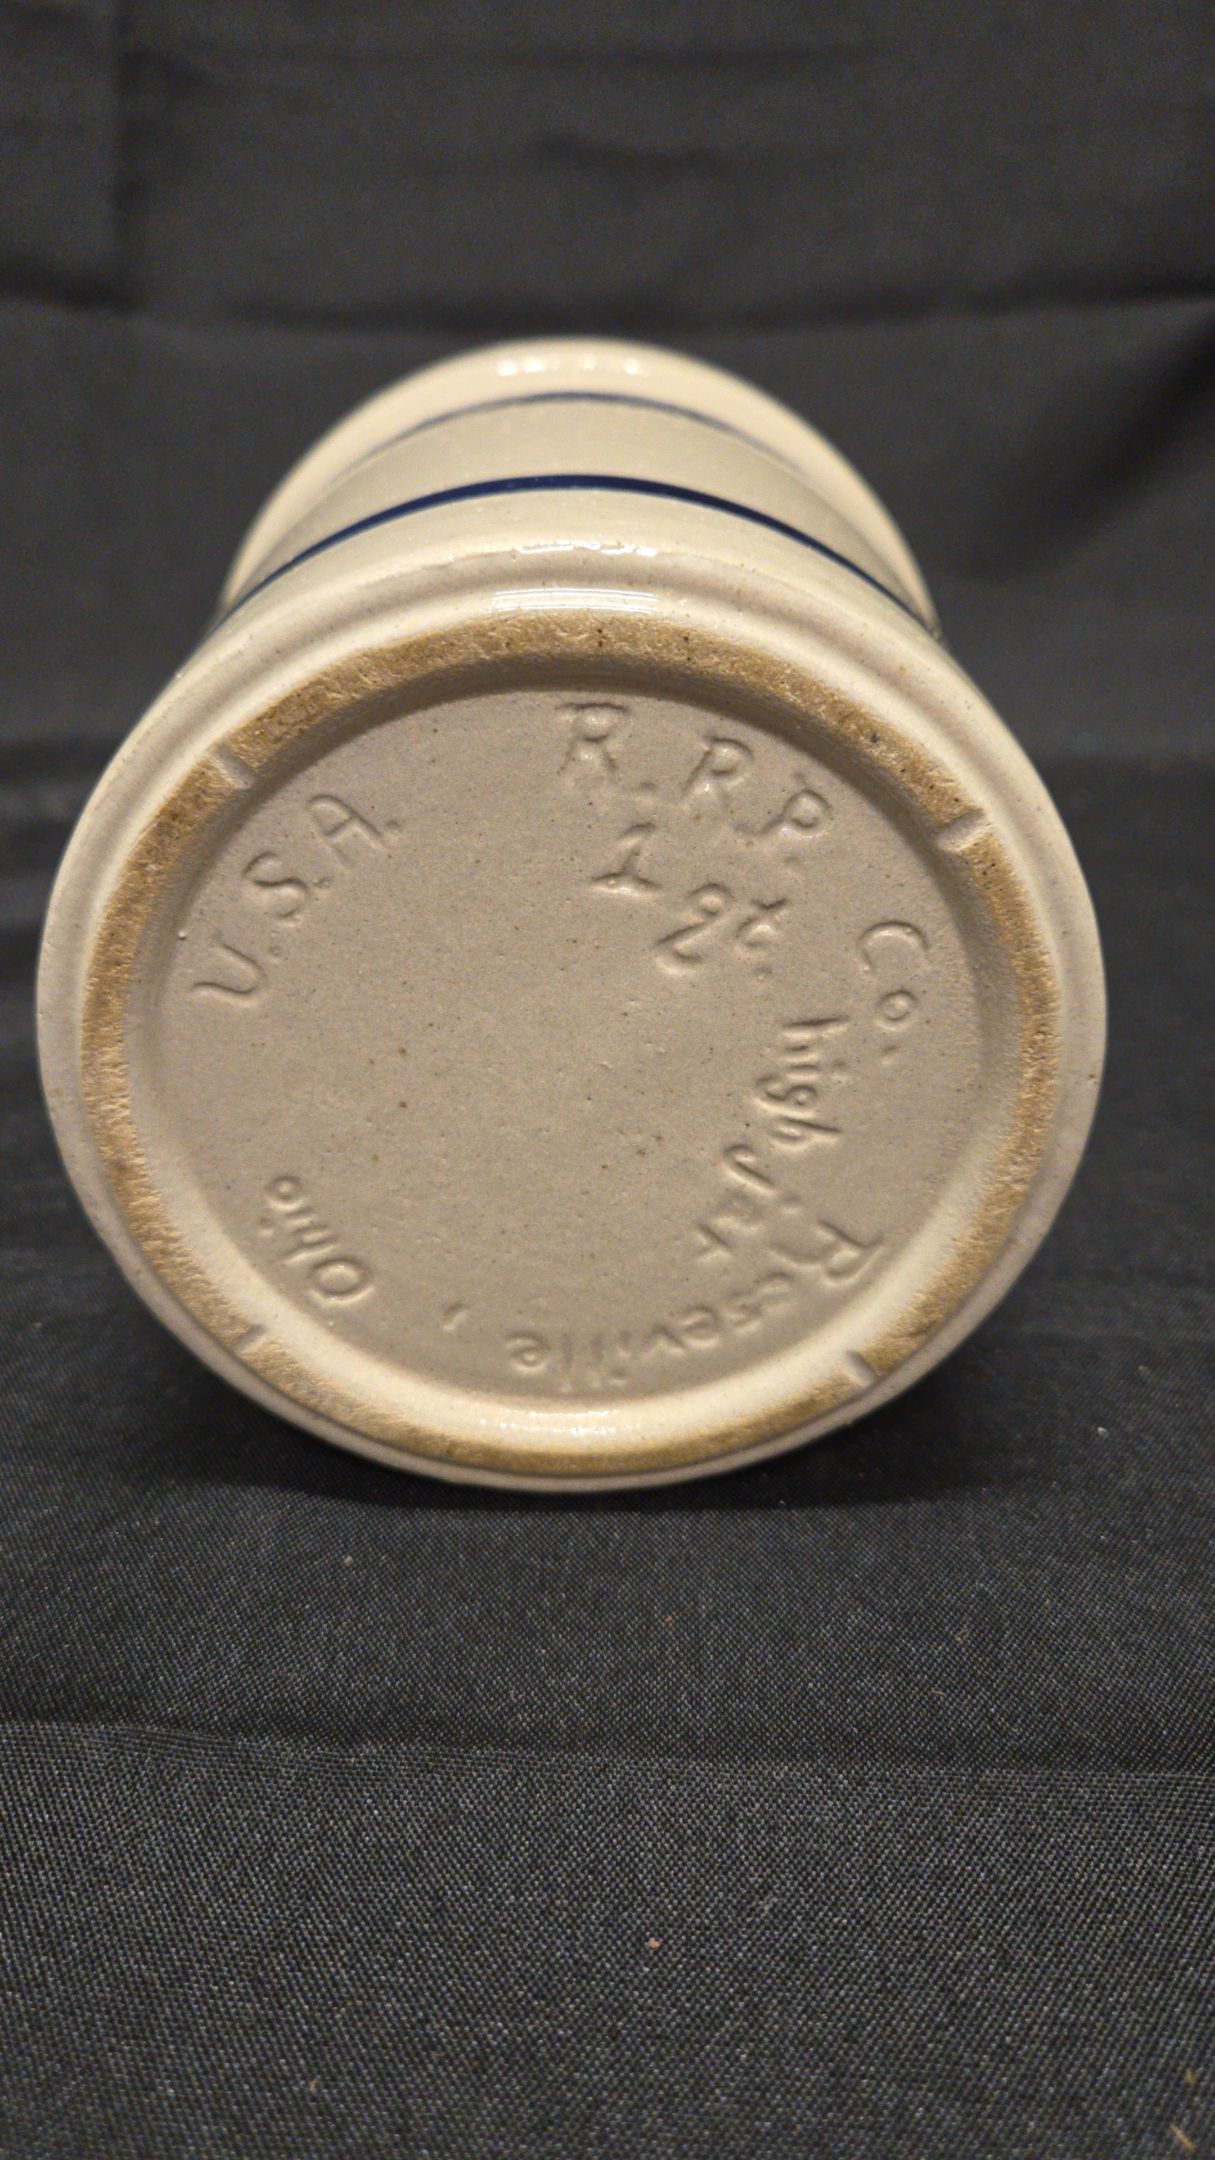 R.R.P. Co.
Roseville, Ohio
U.S.A.
1 qt.
high jar